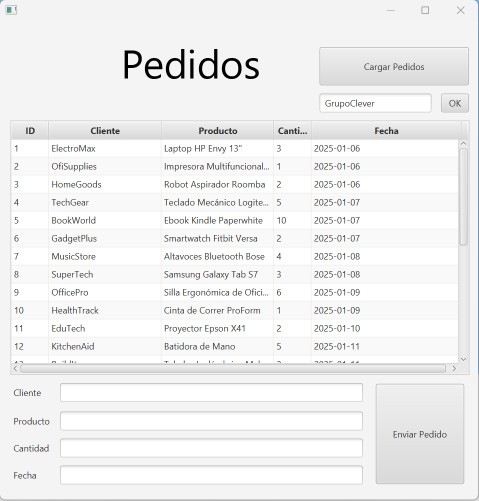 Pedidos
Cargar Pedidos
GrupoClever OK
ID Cliente Producto Canti... Fecha
1 ElectroMax Laptop HP Envy 13" 3 2025-01-06
2 OfiSupplies Impresora Multifuncional... 1 2025-01-06
3 HomeGoods Robot Aspirador Roomba 2 2025-01-06
4 TechGear Teclado Mecánico Logite... 5 2025-01-07
5 BookWorld Ebook Kindle Paperwhite 10 2025-01-07
6 GadgetPlus Smartwatch Fitbit Versa 2 2025-01-07
7 MusicStore Altavoces Bluetooth Bose 4 2025-01-08
8 SuperTech Samsung Galaxy Tab S7 3 2025-01-08
9 OfficePro Silla Ergonómica de Ofici... 6 2025-01-09
10 HealthTrack Cinta de Correr ProForm 1 2025-01-09
11 EduTech Proyector Epson X41 2 2025-01-10
12 KitchenAid Batidora de Mano 5 2025-01-11
Cliente
Producto
Cantidad
Fecha
Enviar Pedido